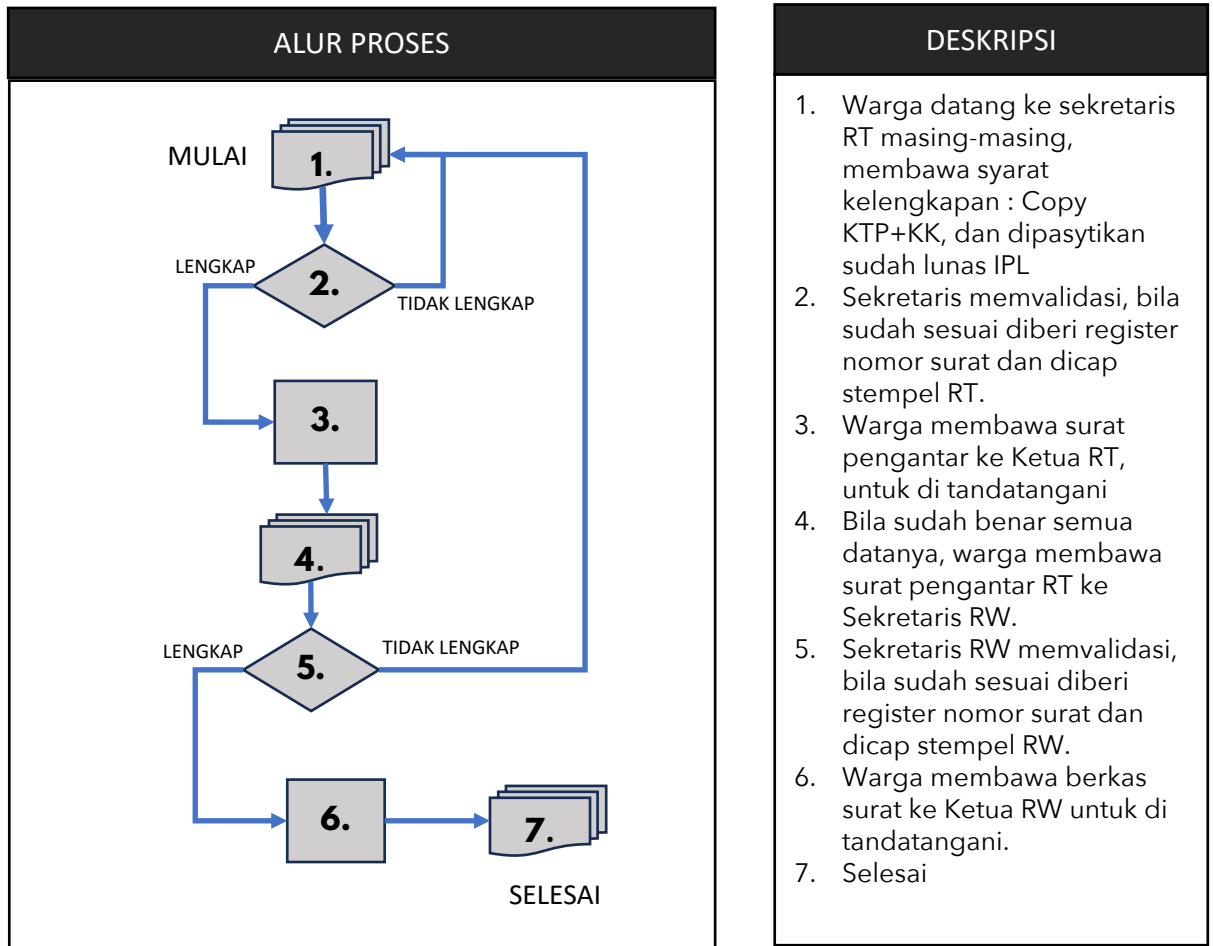 ALUR PROSES
MULAI
1.
LENGKAP
2.
TIDAK LENGKAP
3.
4.
LENGKAP
5.
TIDAK LENGKAP
6.
7.
SELESAI
DESKRIPSI
1. Warga datang ke sekretaris
RT masing-masing,
membawa syarat
kelengkapan : Copy
KTP+KK, dan dipasytikan
sudah lunas IPL
2. Sekretaris memvalidasi, bila
sudah sesuai diberi register
nomor surat dan dicap
stempel RT.
3. Warga membawa surat
pengantar ke Ketua RT,
untuk di tandatangani
4. Bila sudah benar semua
datanya, warga membawa
surat pengantar RT ke
Sekretaris RW.
5. Sekretaris RW memvalidasi,
bila sudah sesuai diberi
register nomor surat dan
dicap stempel RW.
6. Warga membawa berkas
surat ke Ketua RW untuk di
tandatangani.
7. Selesai